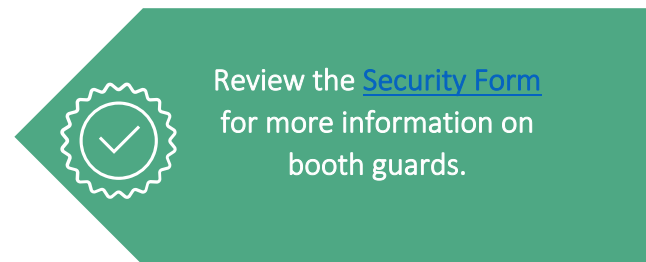 Review the Security Form
for more information on
booth guards.